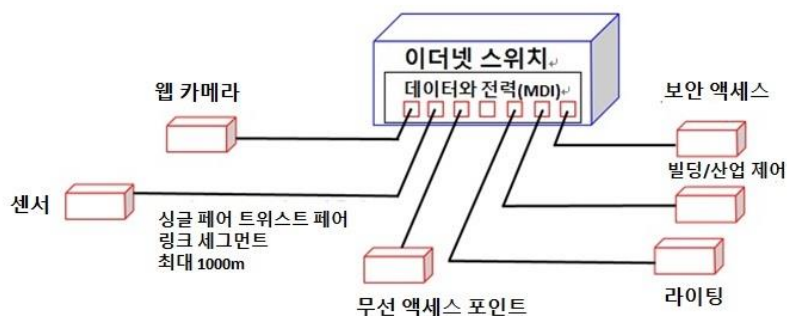 이더넷 스위치
데이터와 전력(MDI)
웹 카메라
보안 액세스
빌딩/산업 제어
센서
싱글 페어 트위스트 페어
링크 세그먼트
최대 1000m
무선 액세스 포인트
라이팅